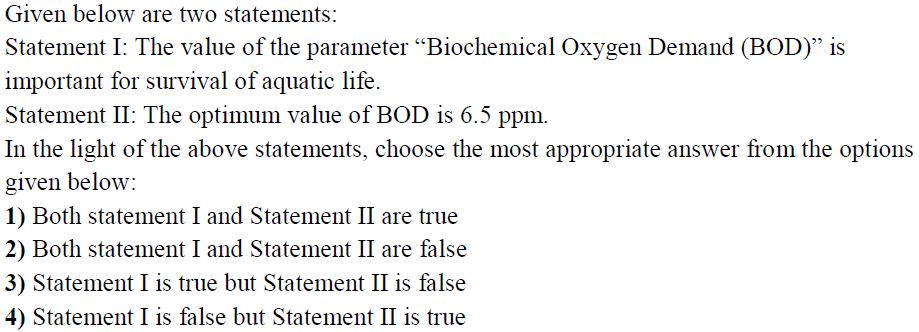 Given below are two statements:
Statement I: The value of the parameter “Biochemical Oxygen Demand (BOD)” is
important for survival of aquatic life.
Statement II: The optimum value of BOD is 6.5 ppm.
In the light of the above statements, choose the most appropriate answer from the options
given below:
1) Both statement I and Statement II are true
2) Both statement I and Statement II are false
3) Statement I is true but Statement II is false
4) Statement I is false but Statement II is true